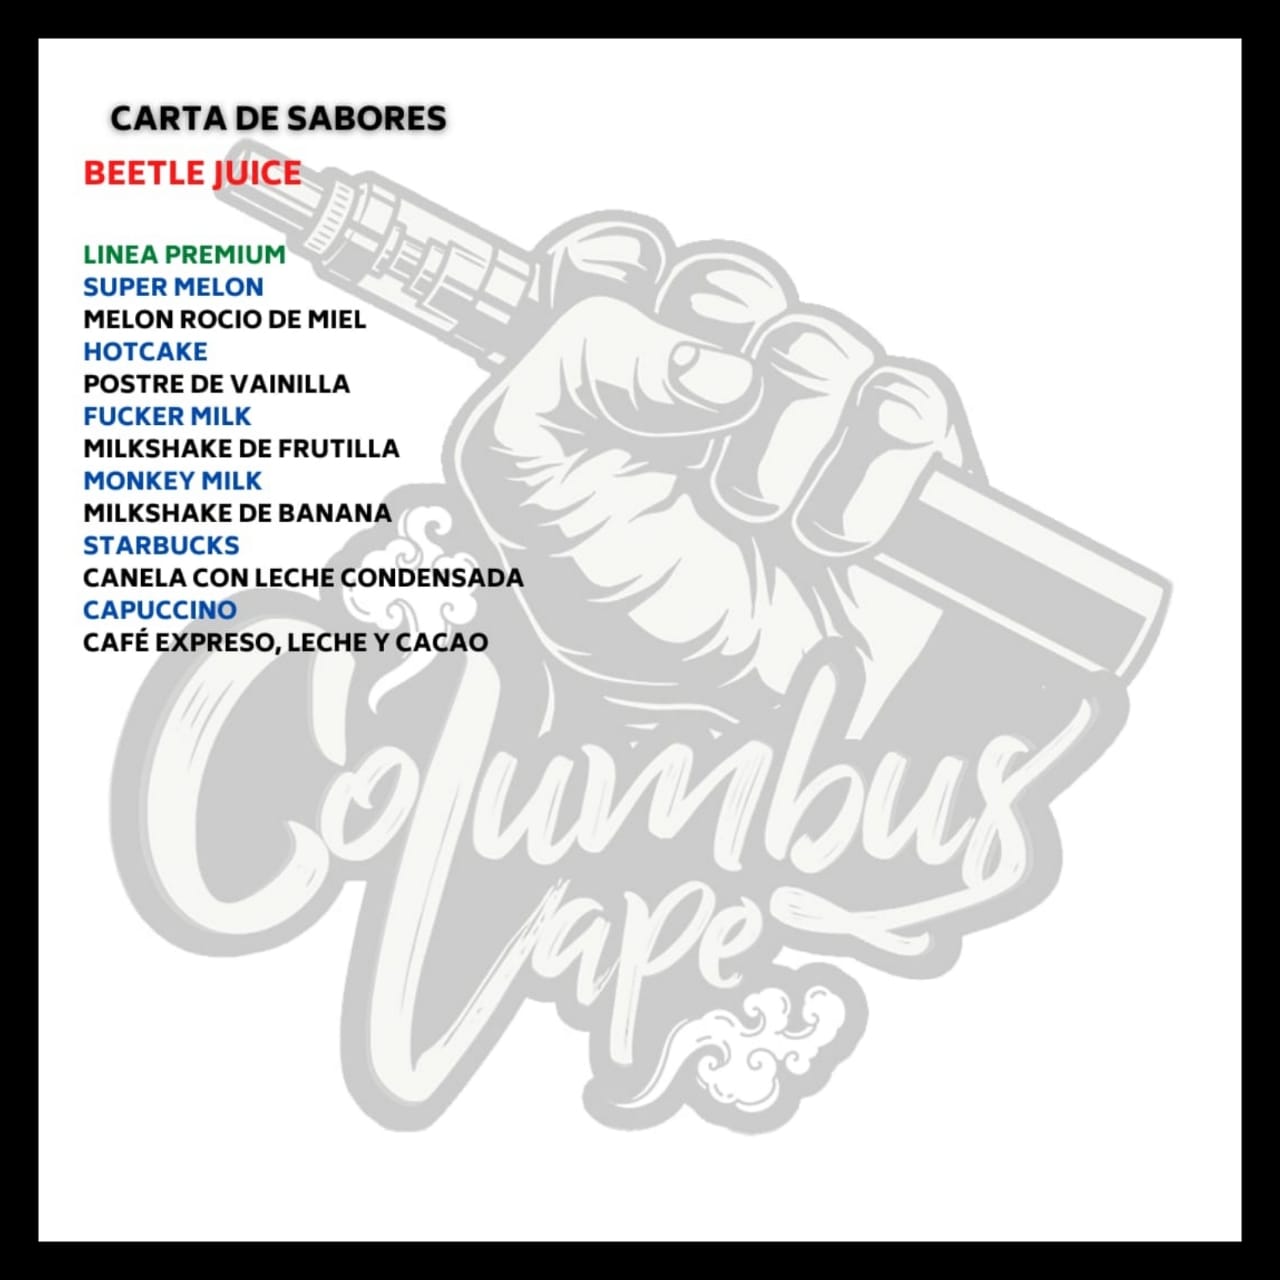 CARTA DE SABORES
BEETLE JUICE
LINEA PREMIUM
SUPER MELON
MELON ROCIO DE MIEL
HOTCAKE
POSTRE DE VAINILLA
FUCKER MILK
MILKSHAKE DE FRUTILLA
MONKEY MILK
MILKSHAKE DE BANANA
STARBUCKS
CANELA CON LECHE CONDENSADA
CAPUCCINO
CAFÉ EXPRESO, LECHE Y CACAO
Columbus
Vape